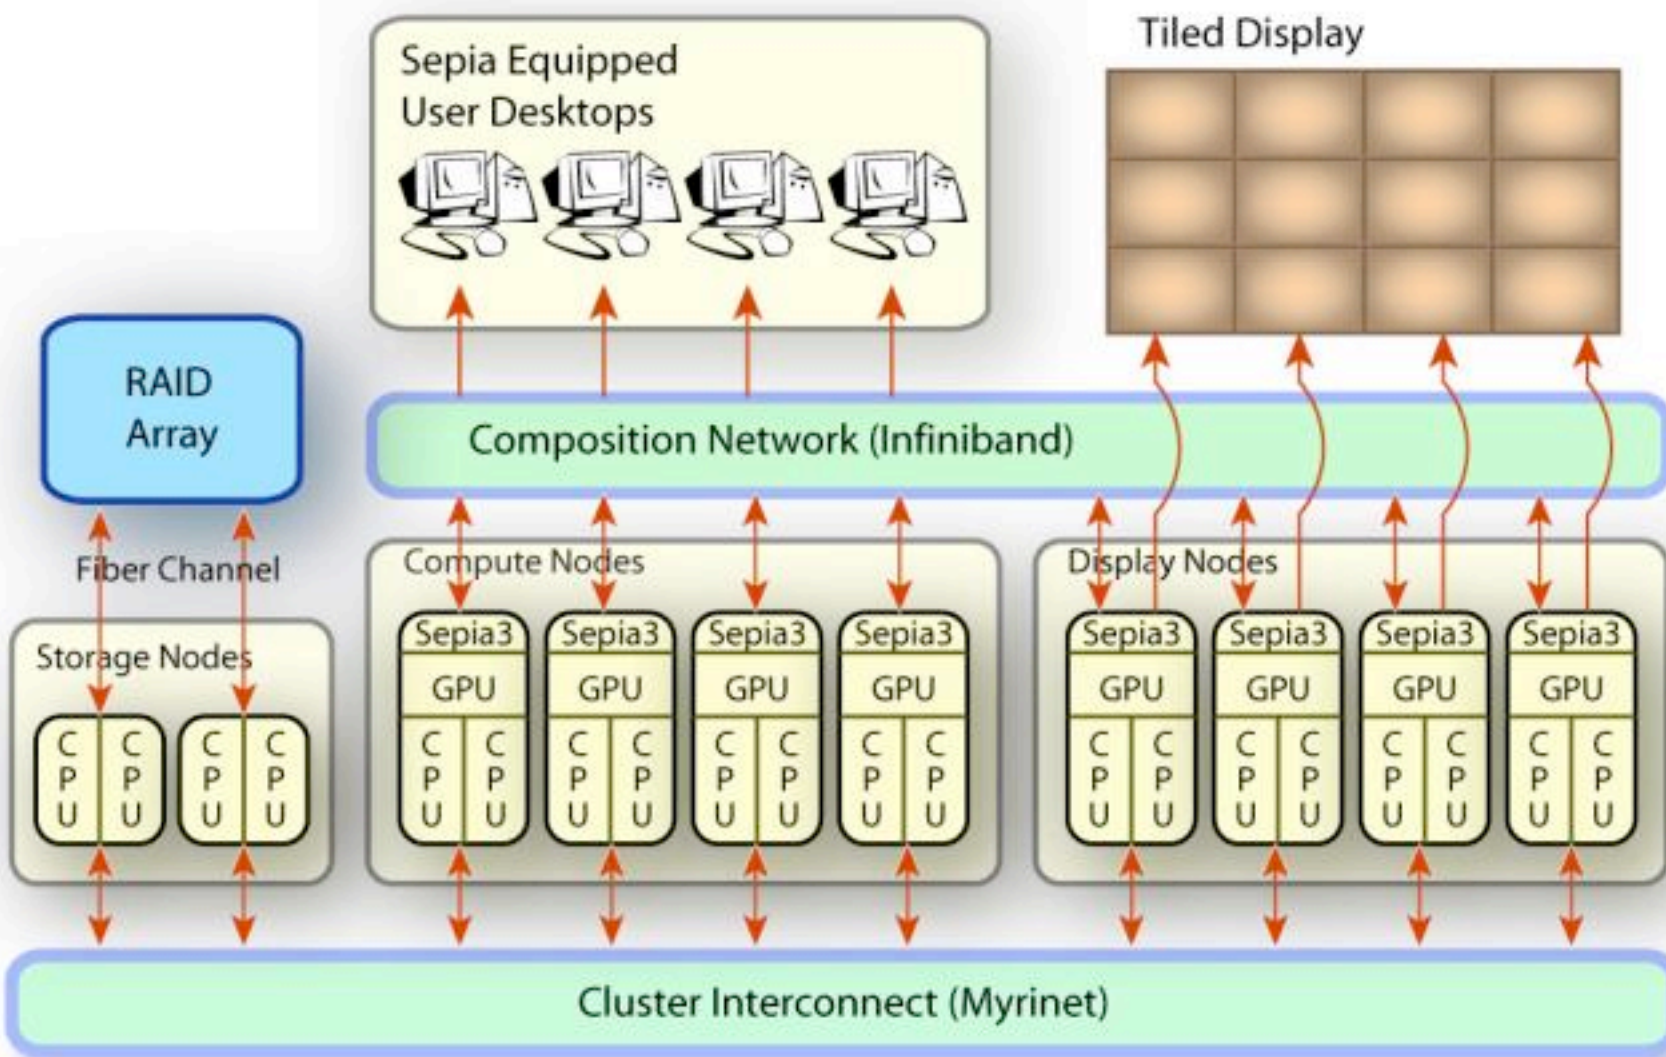 Sepia Equipped
User Desktops
Tiled Display
RAID
Array
Composition Network (Infiniband)
Fiber Channel
Compute Nodes
Display Nodes
Storage Nodes
Sepia3
GPU
CPU CPU
Sepia3
GPU
CPU CPU
Sepia3
GPU
CPU CPU
Sepia3
GPU
CPU CPU
Sepia3
GPU
CPU CPU
Sepia3
GPU
CPU CPU
Sepia3
GPU
CPU CPU
Sepia3
GPU
CPU CPU
CPU CPU
CPU CPU
Cluster Interconnect (Myrinet)